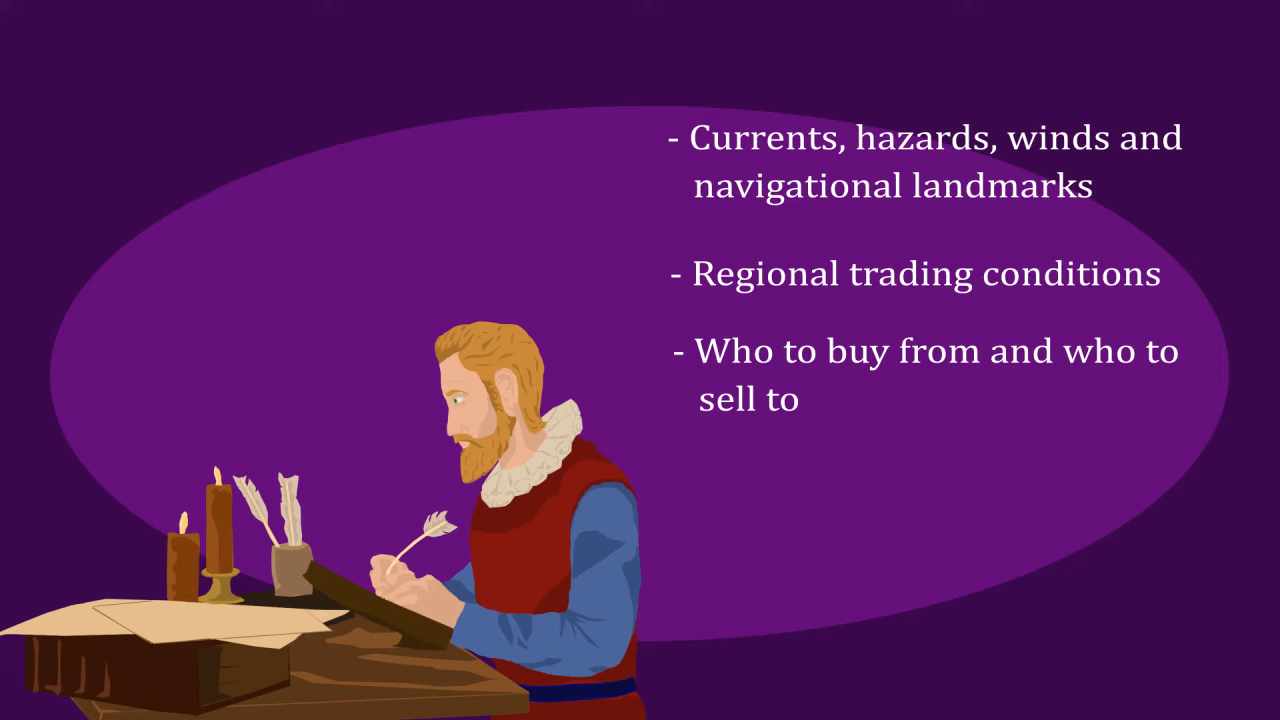 - Currents, hazards, winds and
navigational landmarks
- Regional trading conditions
- Who to buy from and who to
sell to